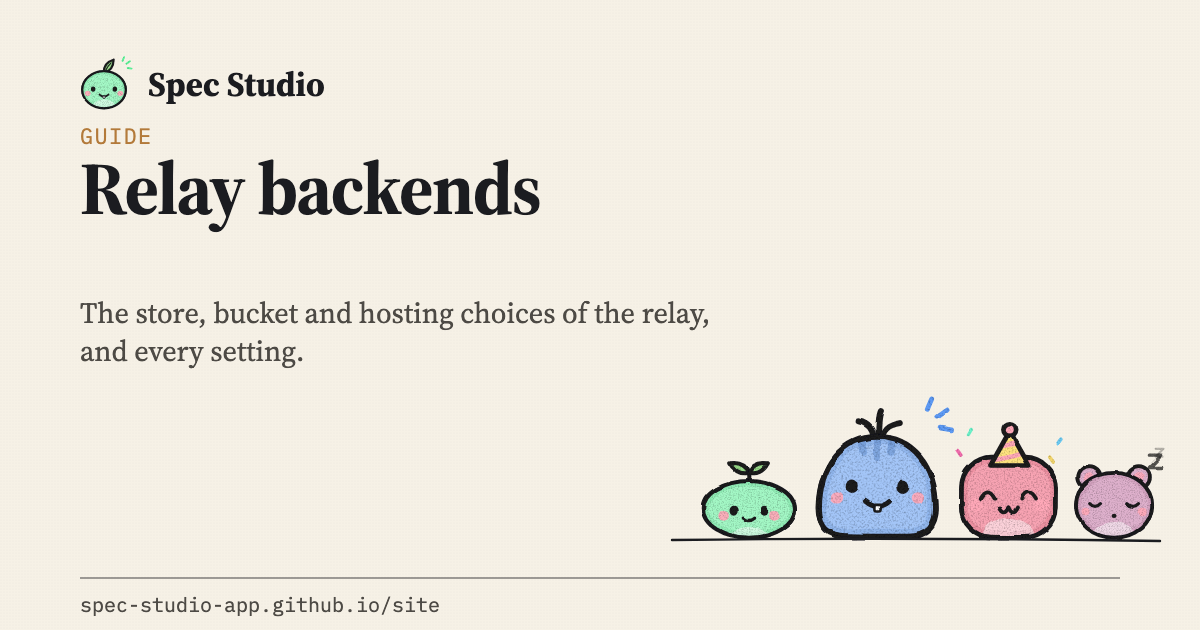 Spec Studio
GUIDE
Relay backends
The store, bucket and hosting choices of the relay,
and every setting.
z
Z
spec-studio-app.github.io/site